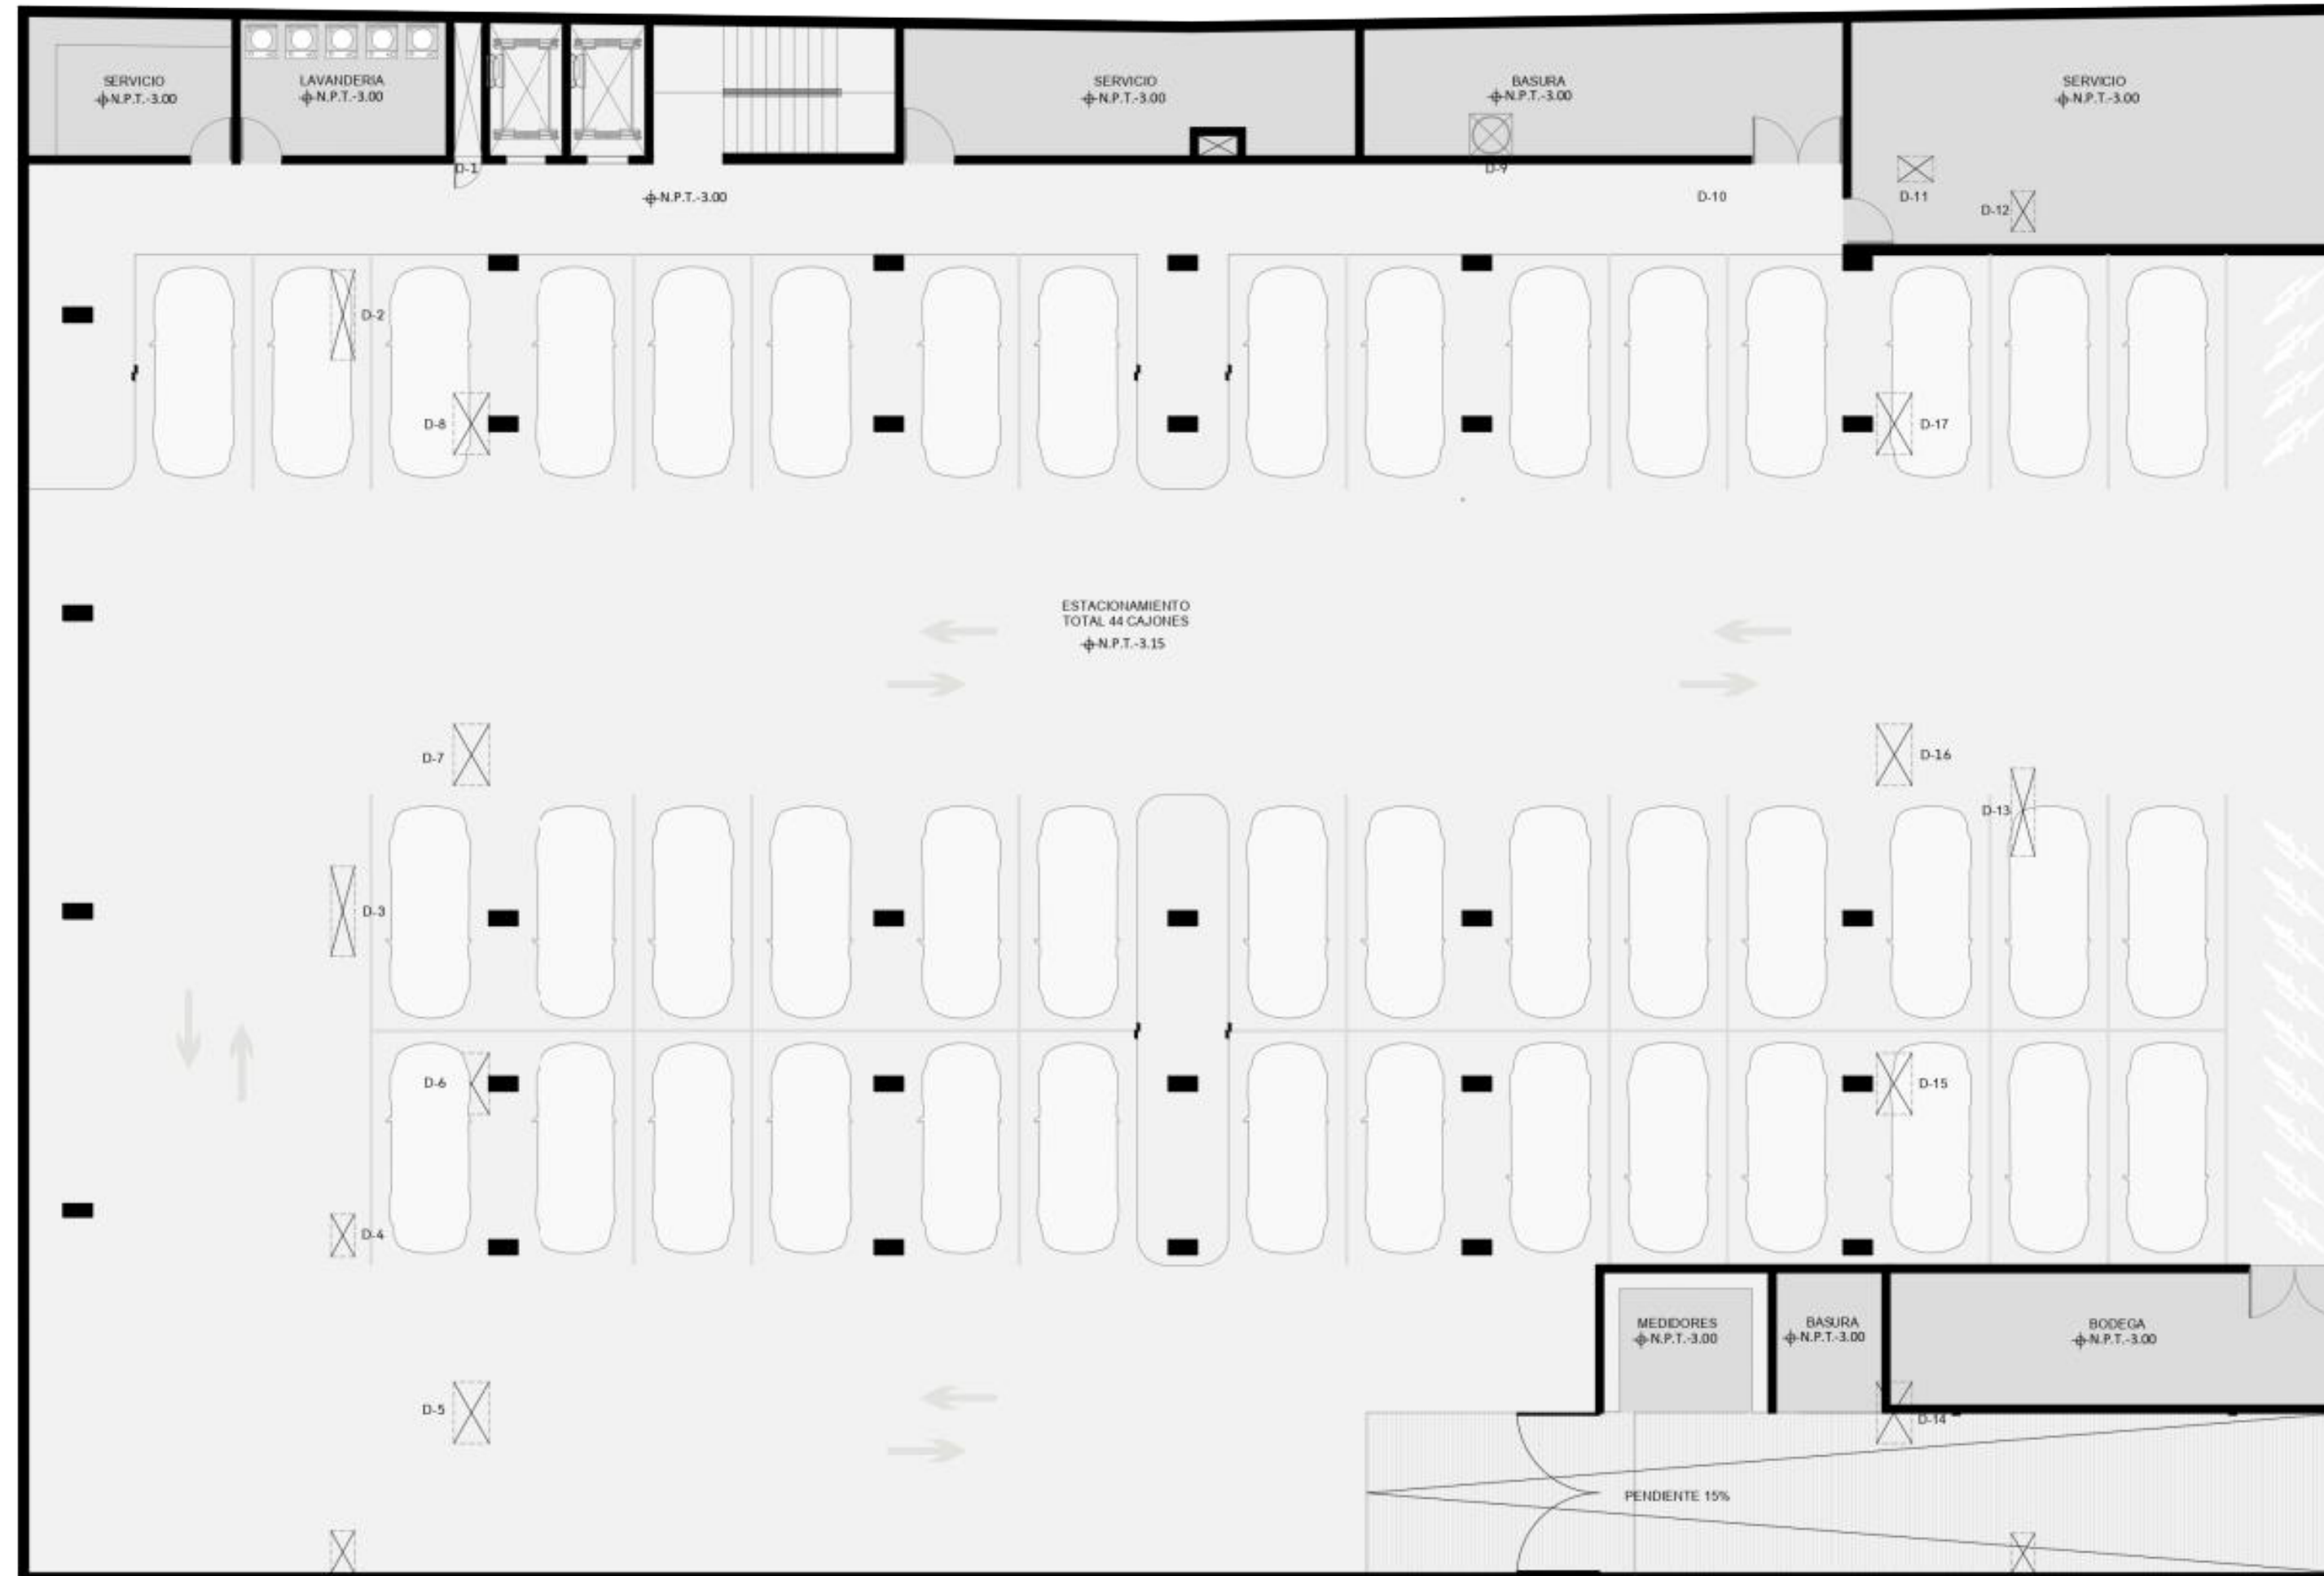 SERVICIO
N.P.T.-3.00
LAVANDERIA
N.P.T.-3.00
SERVICIO
N.P.T.-3.00
BASURA
N.P.T.-3.00
SERVICIO
N.P.T.-3.00
D-1
D-9
N.P.T.-3.00
D-10
D-11
D-12
D-2
D-8
D-17
ESTACIONAMIENTO
TOTAL 44 CAJONES
N.P.T.-3.15
D-7
D-16
D-13
D-3
D-6
D-15
D-4
MEDIDORES
N.P.T.-3.00
BASURA
N.P.T.-3.00
BODEGA
N.P.T.-3.00
D-5
D-14
PENDIENTE 15%